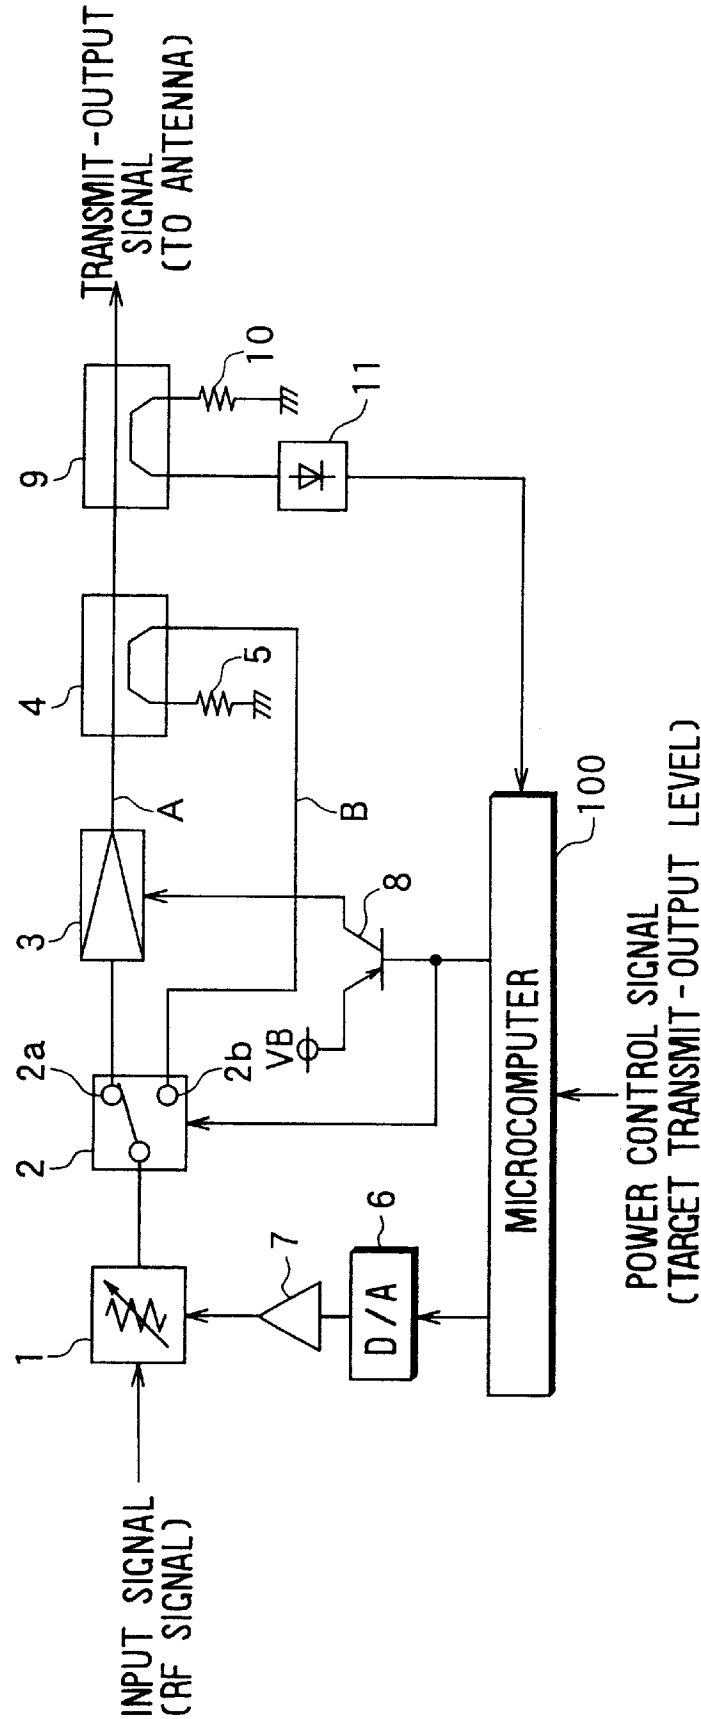 INPUT SIGNAL
(RF SIGNAL)
1
2
2a
2b
3
A
B
4
5
9
10
11
TRANSMIT-OUTPUT
SIGNAL
(TO ANTENNA)
7
6
D/A
VB
8
MICROCOMPUTER
100
POWER CONTROL SIGNAL
(TARGET TRANSMIT-OUTPUT LEVEL)